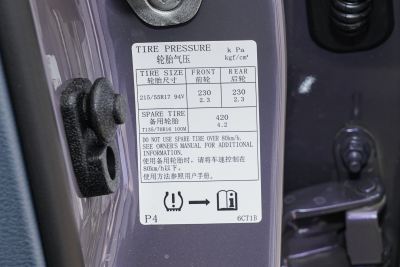 TIRE PRESSURE k Pa
轮胎气压 kgf/cm²
TIRE SIZE FRONT REAR
轮胎尺寸 前轮 后轮
215/55R17 94V 230 230
2.3 2.3
SPARE TIRE 420
备用轮胎 4.2
T135/70R16 100M
DO NOT USE SPARE TIRE OVER 80km/h.
SEE OWNER'S MANUAL FOR ADDITIONAL
INFORMATION.
使用备用轮胎时，请将车速控制在
80km/h以下。
使用方法参照用户手册。
P4 6CT1B